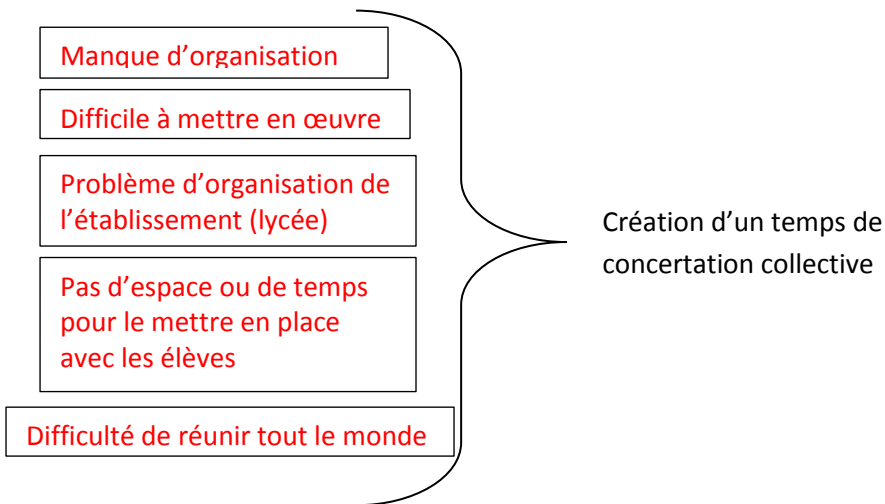 Manque d’organisation
Difficile à mettre en œuvre
Problème d’organisation de
l’établissement (lycée)
Pas d’espace ou de temps
pour le mettre en place
avec les élèves
Difficulté de réunir tout le monde
Création d’un temps de
concertation collective